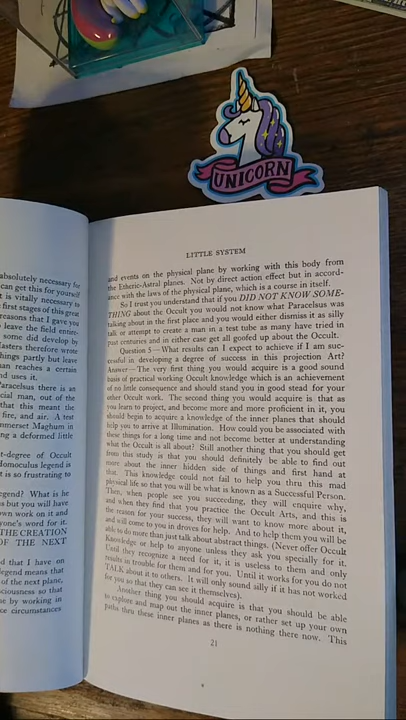 UNICORN
absolutely necessary for
can get this for yourself
t is vitally necessary to
first stages of this great
reasons that I gave you
leave the field entire-
some did develop by
asters therefore wrote
hings partly but leave
an reaches a certain
nd uses it.
Paracelsus there is an
cial man, out of the
that this meant the
fire, and air. A test
mmerset Maghum in
ng a deformed little
t-degree of Occult
Homoculus legend is
t is so frustrating to
egend? What is he
s but you will have
own work on it and
yone's word for it.
THE CREATION
OF THE NEXT
d that I have on
legend means that
of the next plane,
ciousness so that
e by working in
e circumstances
LITTLE SYSTEM
and events on the physical plane by working with this body from
the Etheric-Astral planes. Not by direct action effect but in accord-
ance with the laws of the physical plane, which is a course in itself.
So I trust you understand that if you DID NOT KNOW SOME-
THING about the Occult you would not know what Paracelsus was
talking about in the first place and you would either dismiss it as silly
talk or attempt to create a man in a test tube as many have tried in
past centuries and in either case get all goofed up about the Occult.
Question 5—What results can I expect to achieve if I am suc-
cessful in developing a degree of success in this projection Art?
Answer—The very first thing you would acquire is a good sound
basis of practical working Occult knowledge which is an achievement
of no little consequence and should stand you in good stead for your
other Occult work. The second thing you would acquire is that as
you learn to project, and become more and more proficient in it, you
should begin to acquire a knowledge of the inner planes that should
help you to arrive at Illumination. How could you be associated with
these things for a long time and not become better at understanding
what the Occult is all about? Still another thing that you should get
from this study is that you should definitely be able to find out
more about the inner hidden side of things and first hand at
that. This knowledge could not fail to help you thru this mad
physical life so that you will be what is known as a Successful Person.
Then, when people see you succeeding, they will enquire why,
and when they find that you practice the Occult Arts, and this is
the reason for your success, they will want to know more about it,
and will come to you in droves for help. And to help them you will be
able to do more than just talk about abstract things. (Never offer Occult
Knowledge or help to anyone unless they ask you specially for it.
Until they recognize a need for it, it is useless to them and only
results in trouble for them and for you. Until it works for you do not
TALK about it to others. It will only sound silly if it has not worked
for you so that they can see it themselves).
Another thing you should acquire is that you should be able
to explore and map out the inner planes, or rather set up your own
paths thru these inner planes as there is nothing there now. This
21